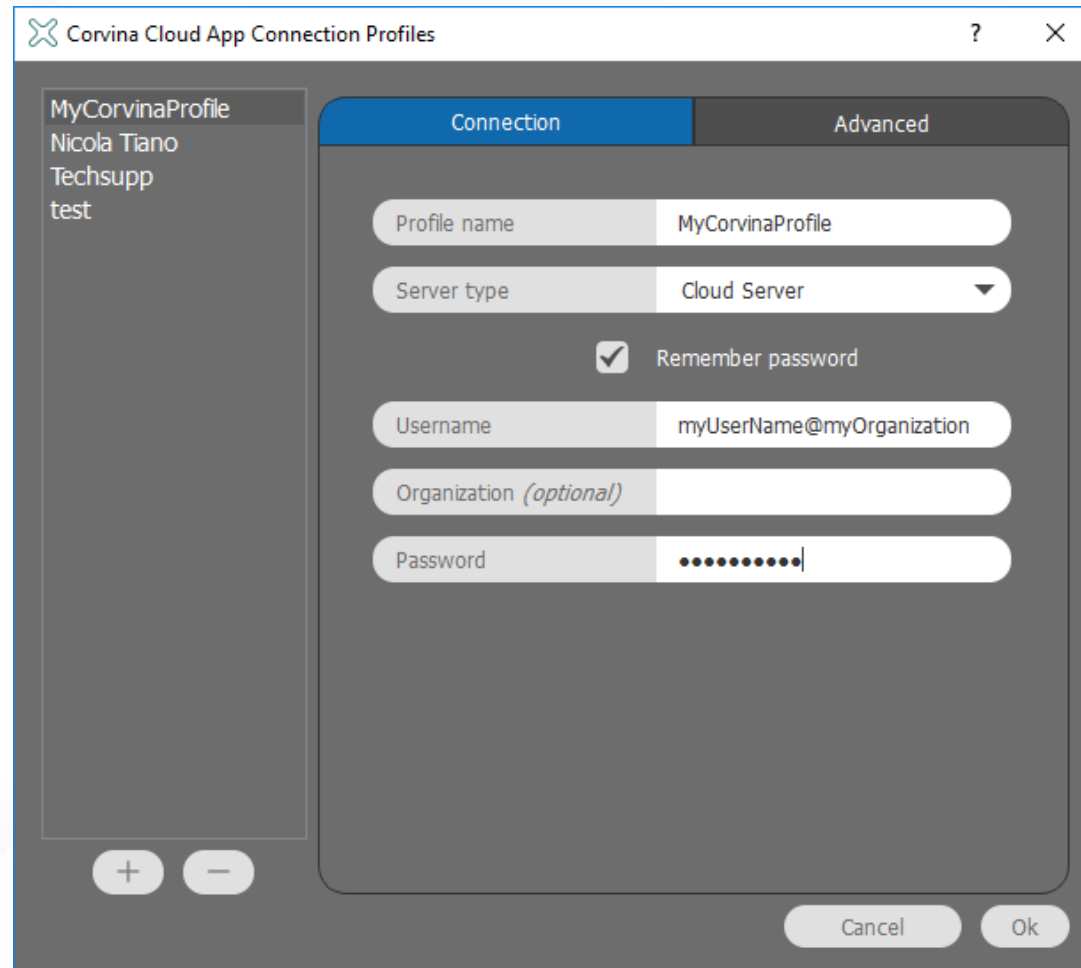 Corvina Cloud App Connection Profiles
?
MyCorvinaProfile
Nicola Tiano
Techsupp
test
Connection
Advanced
Profile name MyCorvinaProfile
Server type Cloud Server
Remember password
Username myUserName@myOrganization
Organization (optional)
Password ••••••••••
+ −
Cancel Ok